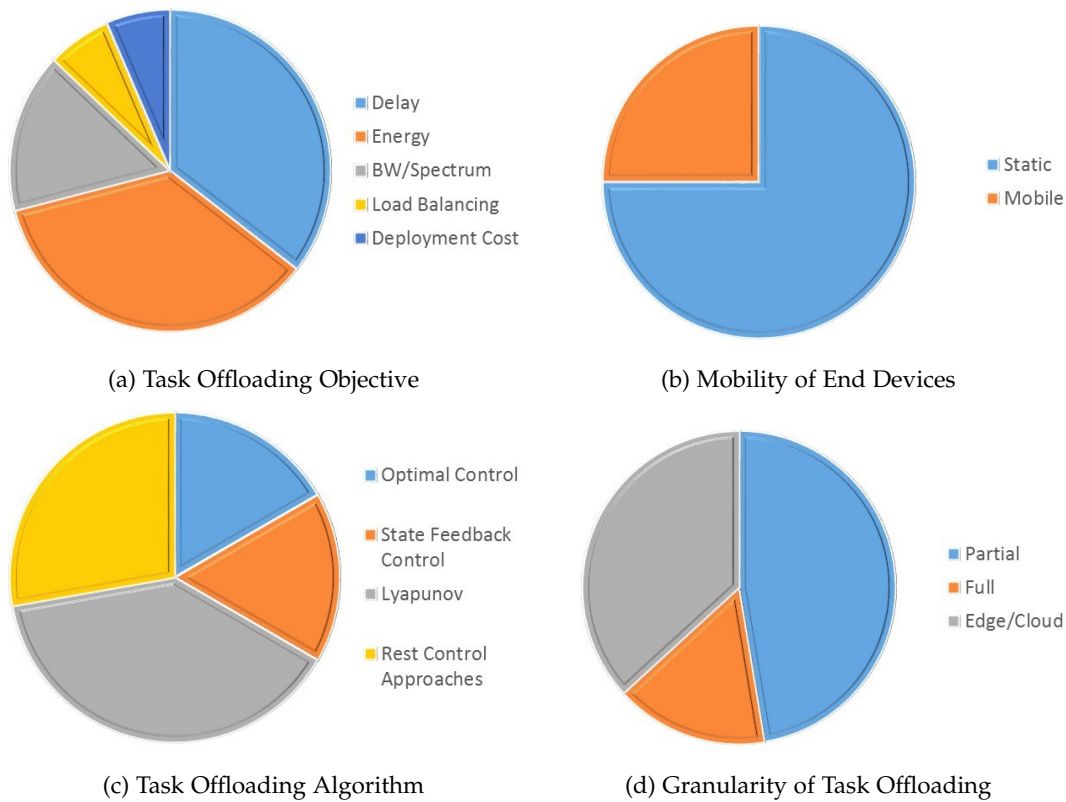 Delay
Energy
BW/Spectrum
Load Balancing
Deployment Cost
(a) Task Offloading Objective
Static
Mobile
(b) Mobility of End Devices
Optimal Control
State Feedback
Control
Lyapunov
Rest Control
Approaches
(c) Task Offloading Algorithm
Partial
Full
Edge/Cloud
(d) Granularity of Task Offloading